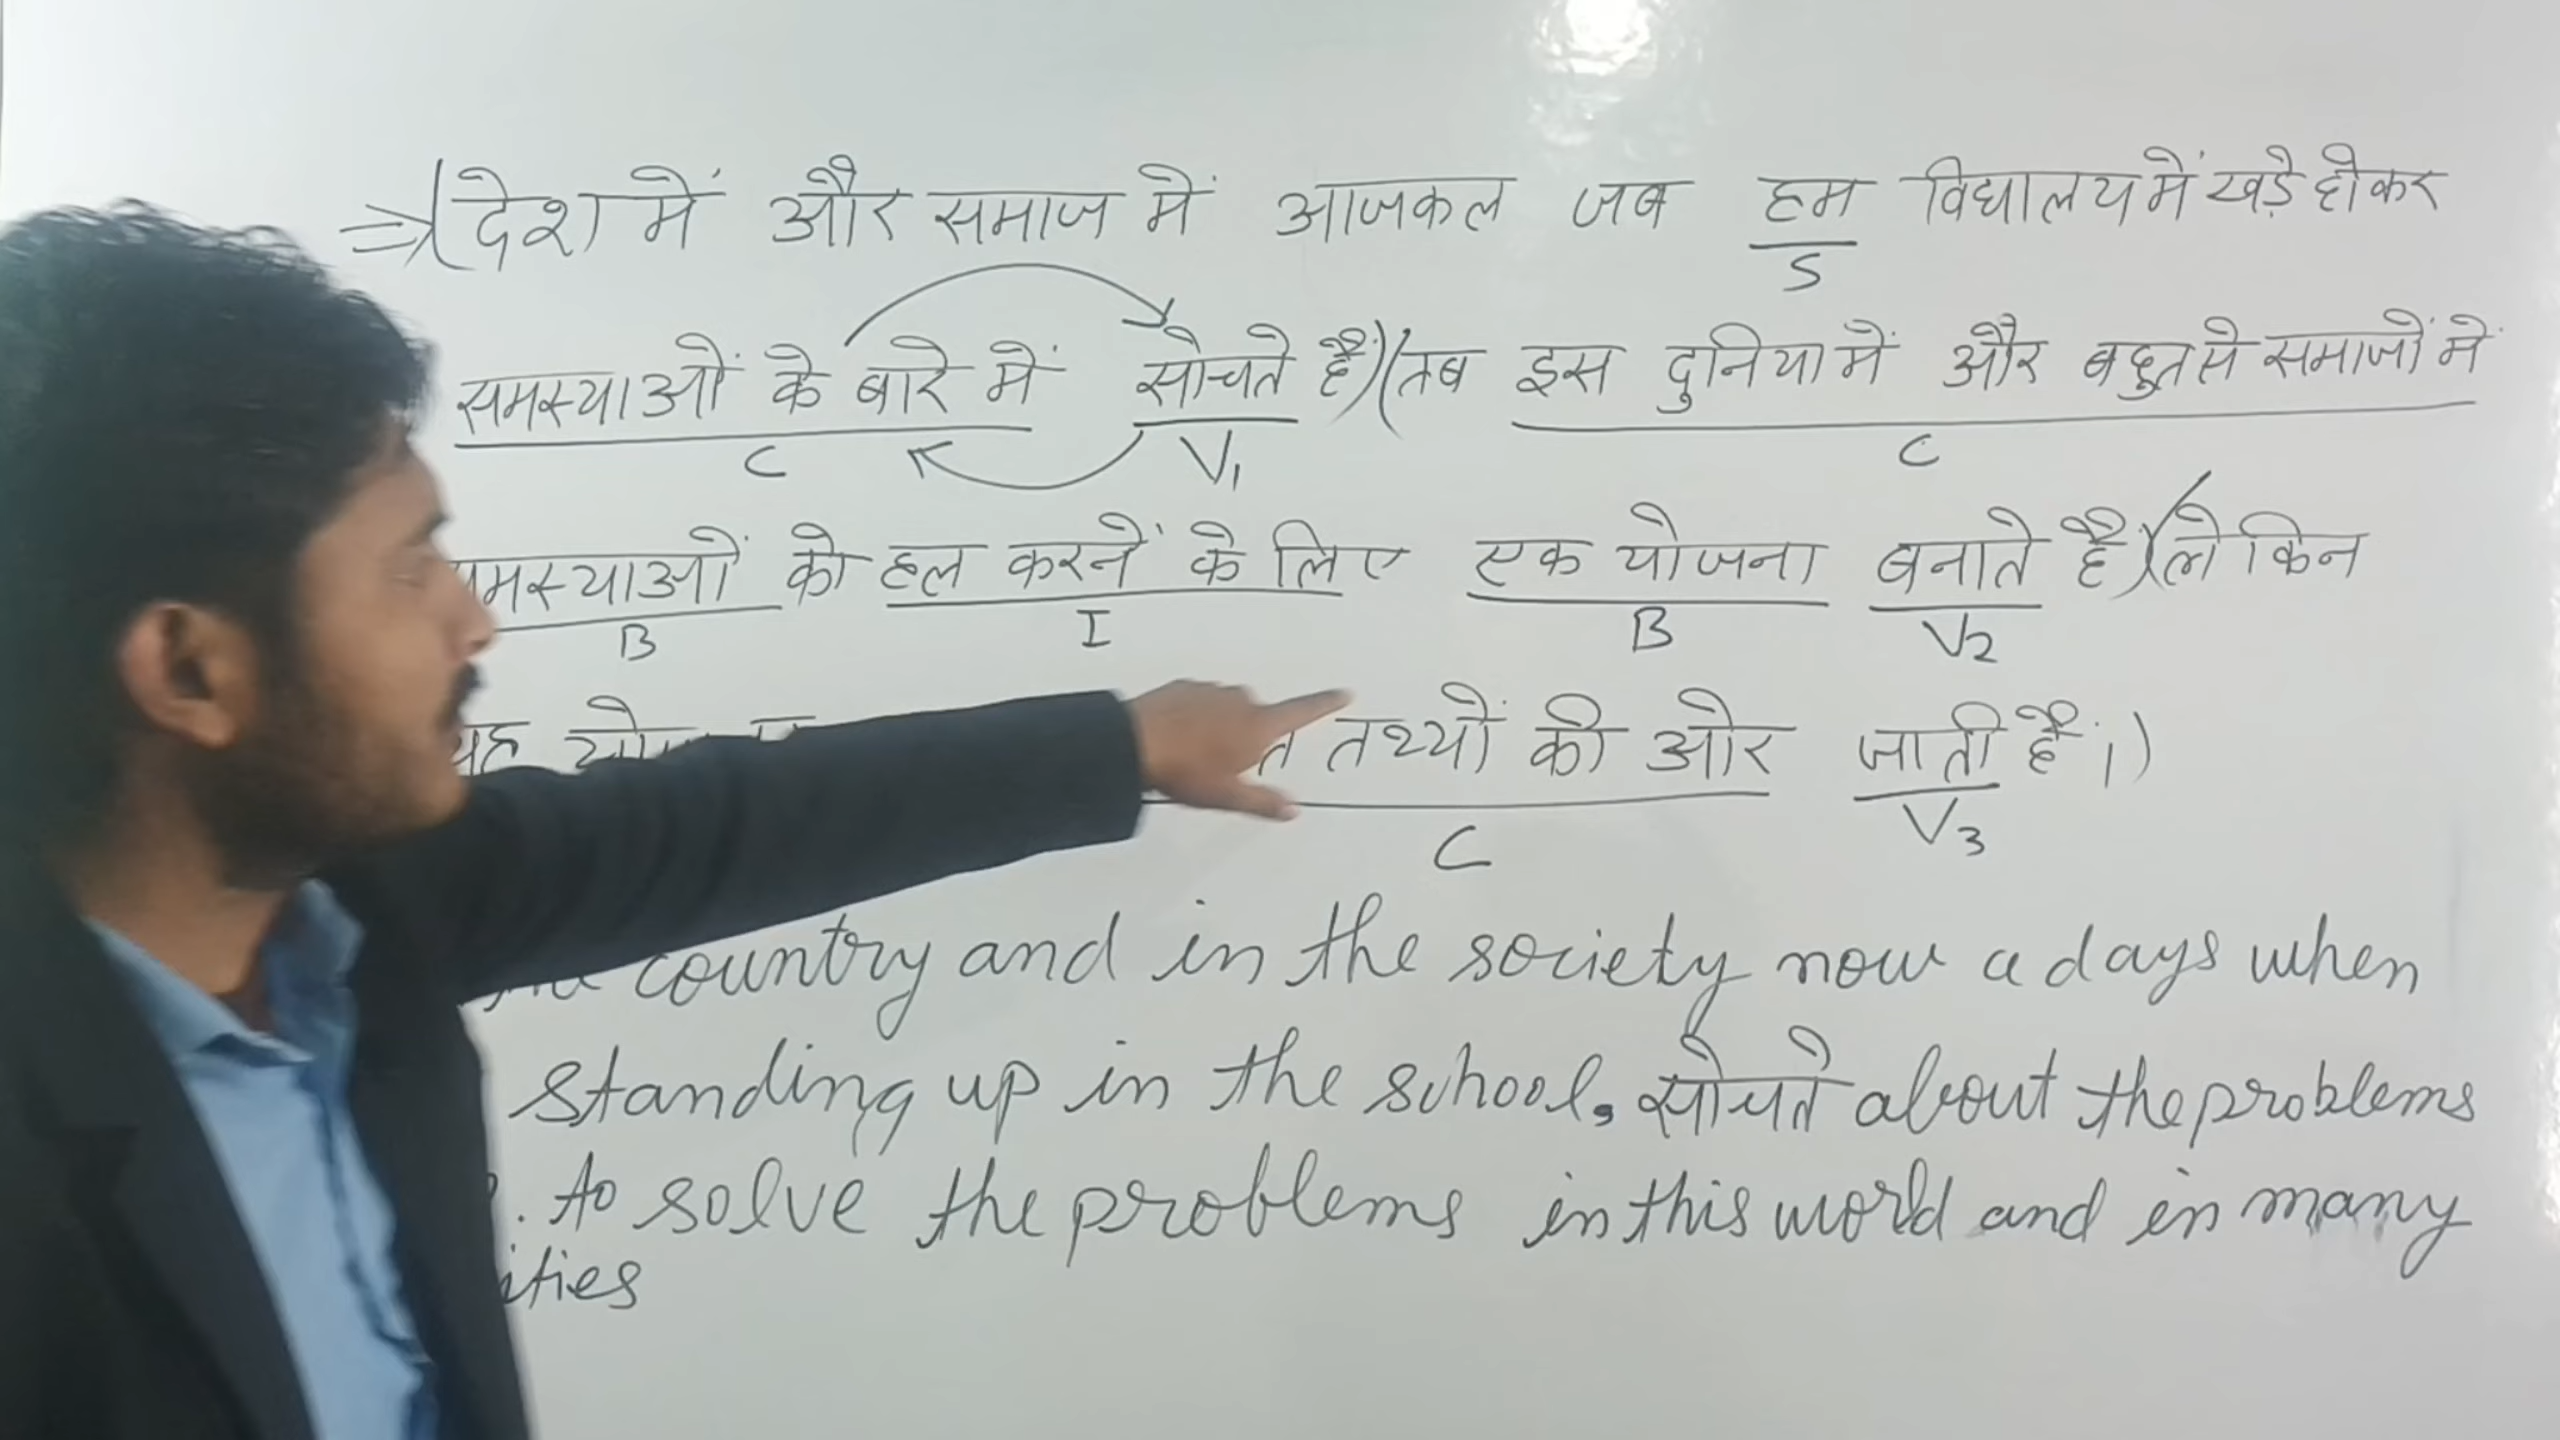 ⇒(देश में और समाज में आजकल जब हम विद्यालय में खड़े होकर
S
समस्याओं के बारे में सोचते हैं)(तब इस दुनिया में और बहुत से समाजों में
C V₁ C
समस्याओं को हल करनें के लिए एक योजना बनाते हैं)(लेकिन
B I B V₂
यह तथ्यों की ओर जाती हैं।)
C V₃
country and in the society now a days when
standing up in the school, सोचते about the problems
. to solve the problems in this world and in many
ities